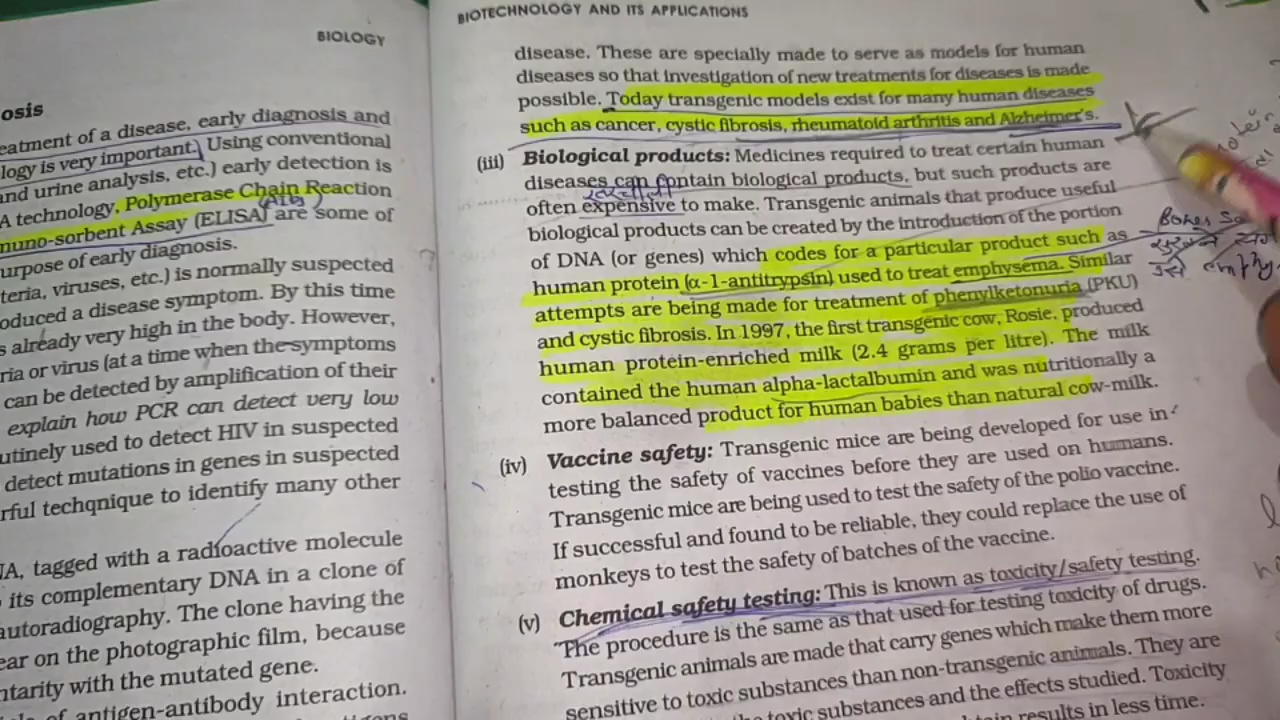 BIOLOGY
osis
eatment of a disease, early diagnosis and
logy is very important. Using conventional
and urine analysis, etc.) early detection is
A technology, Polymerase Chain Reaction
nuno-sorbent Assay (ELISA) are some of
urpose of early diagnosis.
teria, viruses, etc.) is normally suspected
oduced a disease symptom. By this time
s already very high in the body. However,
ria or virus (at a time when the symptoms
can be detected by amplification of their
explain how PCR can detect very low
utinely used to detect HIV in suspected
detect mutations in genes in suspected
rful techqnique to identify many other
NA, tagged with a radioactive molecule
its complementary DNA in a clone of
autoradiography. The clone having the
ear on the photographic film, because
ntarity with the mutated gene.
of antigen-antibody interaction.
BIOTECHNOLOGY AND ITS APPLICATIONS
disease. These are specially made to serve as models for human
diseases so that investigation of new treatments for diseases is made
possible. Today transgenic models exist for many human diseases
such as cancer, cystic fibrosis, rheumatoid arthritis and Alzheimer's.
(iii) Biological products: Medicines required to treat certain human
diseases can contain biological products, but such products are
often expensive to make. Transgenic animals that produce useful
biological products can be created by the introduction of the portion
of DNA (or genes) which codes for a particular product such as
human protein (α-1-antitrypsin) used to treat emphysema. Similar
attempts are being made for treatment of phenylketonuria (PKU)
and cystic fibrosis. In 1997, the first transgenic cow, Rosie, produced
human protein-enriched milk (2.4 grams per litre). The milk
contained the human alpha-lactalbumin and was nutritionally a
more balanced product for human babies than natural cow-milk.
(iv) Vaccine safety: Transgenic mice are being developed for use in
testing the safety of vaccines before they are used on humans.
Transgenic mice are being used to test the safety of the polio vaccine.
If successful and found to be reliable, they could replace the use of
monkeys to test the safety of batches of the vaccine.
(v) Chemical safety testing: This is known as toxicity/safety testing.
The procedure is the same as that used for testing toxicity of drugs.
Transgenic animals are made that carry genes which make them more
sensitive to toxic substances than non-transgenic animals. They are
toxic substances and the effects studied. Toxicity
results in less time.